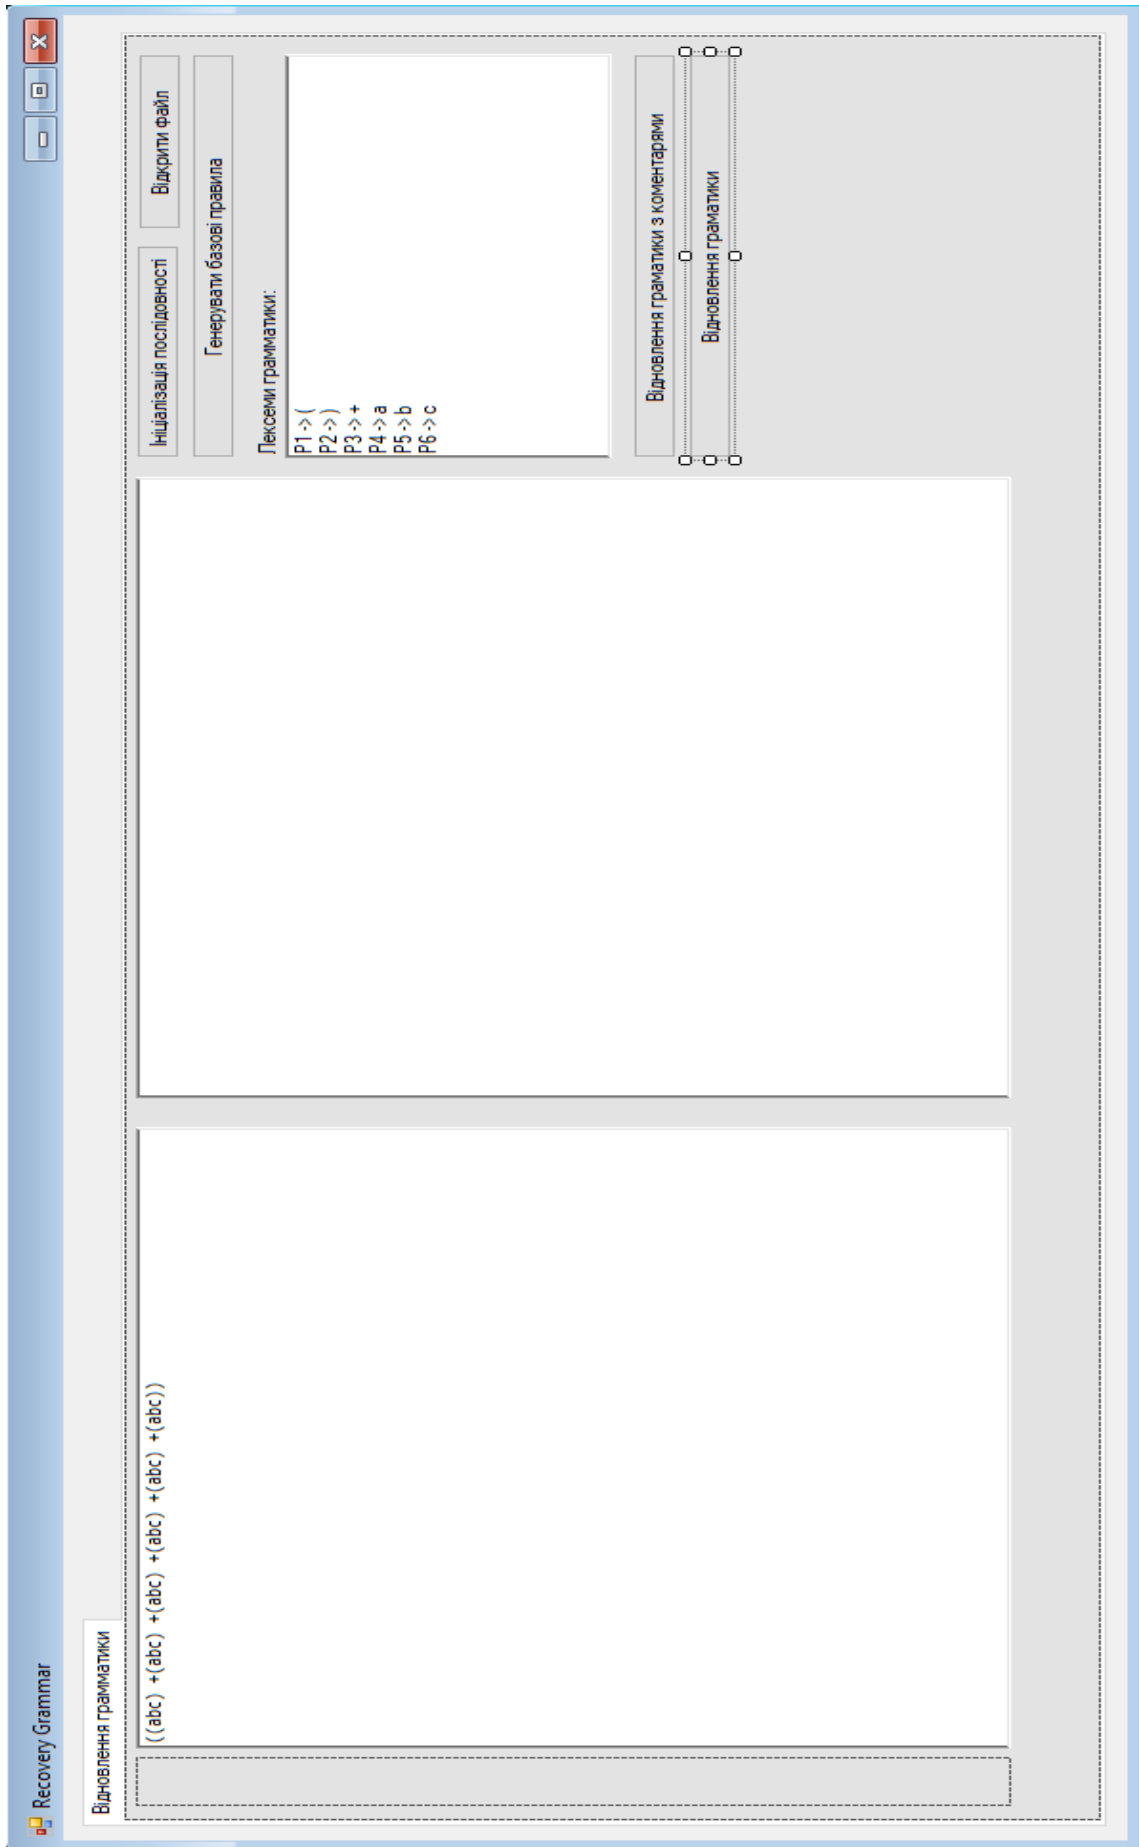 Recovery Grammar
Відновлення грамматики
((abc) +(abc) +(abc) +(abc) +(abc) +(abc))
Ініціалізація послідовності
Відкрити файл
Генерувати базові правила
Лексеми грамматики:
P1 -> (
P2 -> )
P3 -> +
P4 -> a
P5 -> b
P6 -> c
Відновлення граматики з коментарями
Відновлення граматики